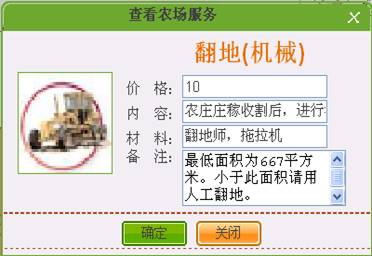 查看农场服务
翻地(机械)
价 格: 10
内 容: 农庄庄稼收割后，进行
材 料: 翻地师，拖拉机
备 注: 最低面积为667平方
米。小于此面积请用
人工翻地。
确定 关闭